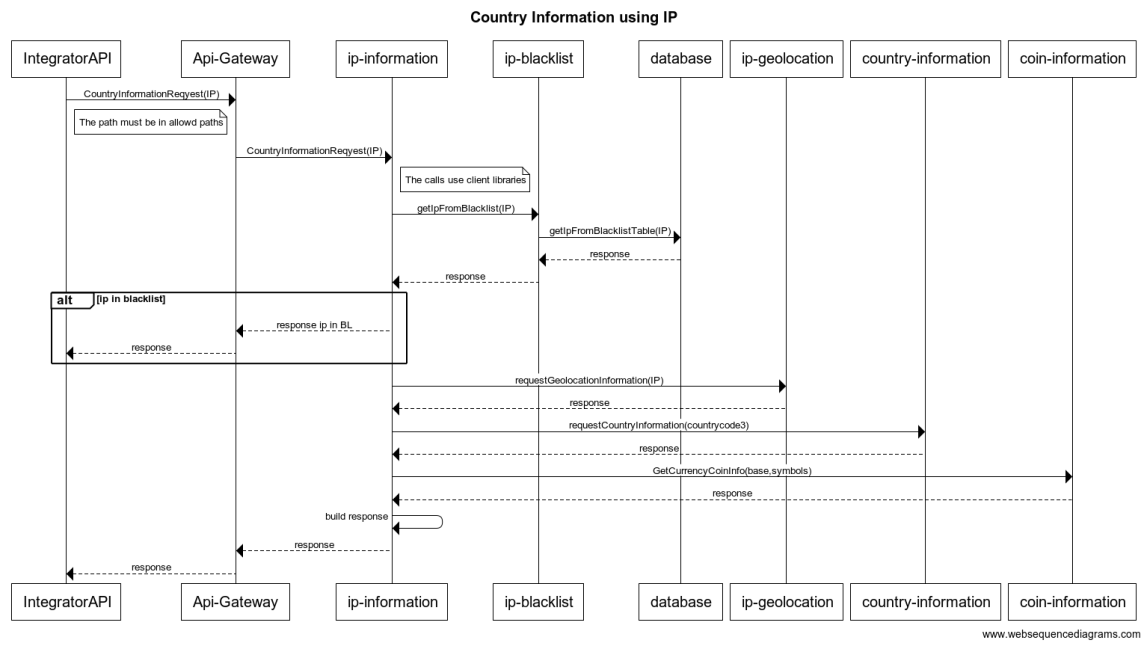 Country Information using IP
IntegratorAPI Api-Gateway ip-information ip-blacklist database ip-geolocation country-information coin-information
CountryInformationReqyest(IP)
The path must be in allowd paths
CountryInformationReqyest(IP)
The calls use client libraries
getIpFromBlacklist(IP)
getIpFromBlacklistTable(IP)
response
response
alt [ip in blacklist]
response ip in BL
response
requestGeolocationInformation(IP)
response
requestCountryInformation(countrycode3)
response
GetCurrencyCoinInfo(base,symbols)
response
build response
response
response
IntegratorAPI Api-Gateway ip-information ip-blacklist database ip-geolocation country-information coin-information
www.websequencediagrams.com